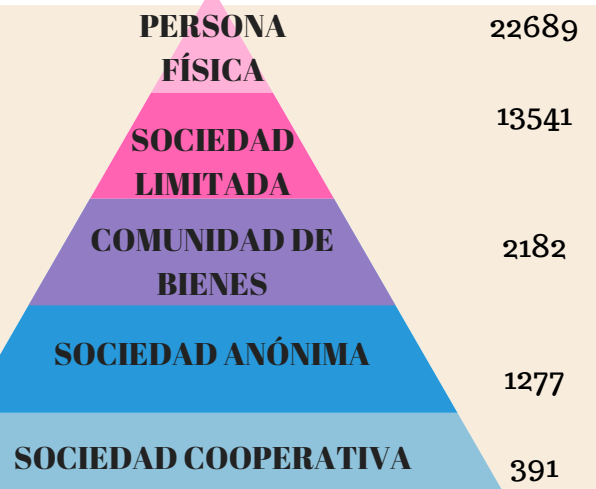 PERSONA
FÍSICA
22689
SOCIEDAD
LIMITADA
13541
COMUNIDAD DE
BIENES
2182
SOCIEDAD ANÓNIMA
1277
SOCIEDAD COOPERATIVA
391